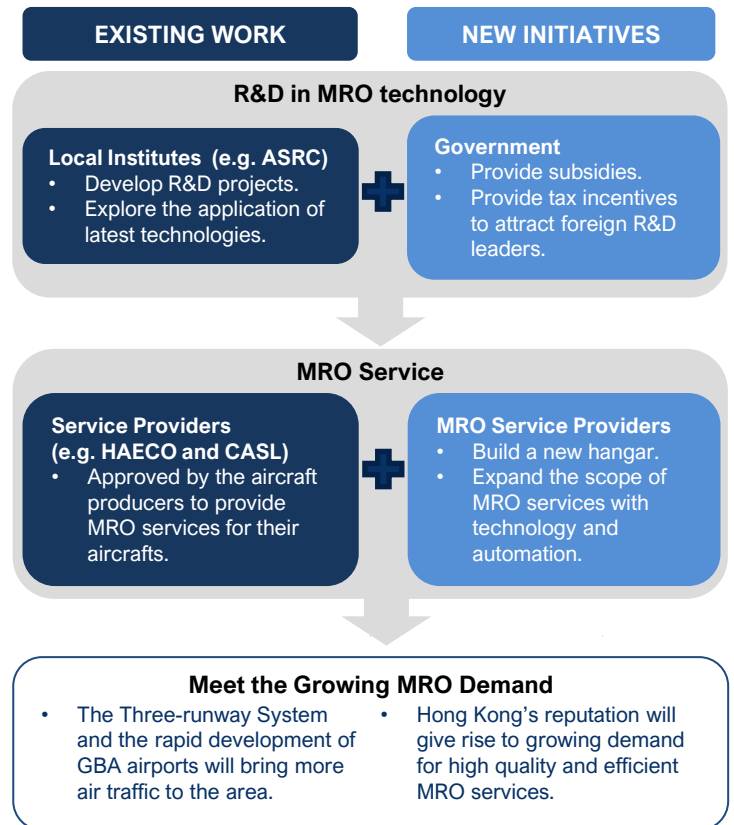 EXISTING WORK
NEW INITIATIVES
R&D in MRO technology
Local Institutes (e.g. ASRC)
• Develop R&D projects.
• Explore the application of
latest technologies.
Government
• Provide subsidies.
• Provide tax incentives
to attract foreign R&D
leaders.
MRO Service
Service Providers
(e.g. HAECO and CASL)
• Approved by the aircraft
producers to provide
MRO services for their
aircrafts.
MRO Service Providers
• Build a new hangar.
• Expand the scope of
MRO services with
technology and
automation.
Meet the Growing MRO Demand
• The Three-runway System
and the rapid development of
GBA airports will bring more
air traffic to the area.
• Hong Kong's reputation will
give rise to growing demand
for high quality and efficient
MRO services.